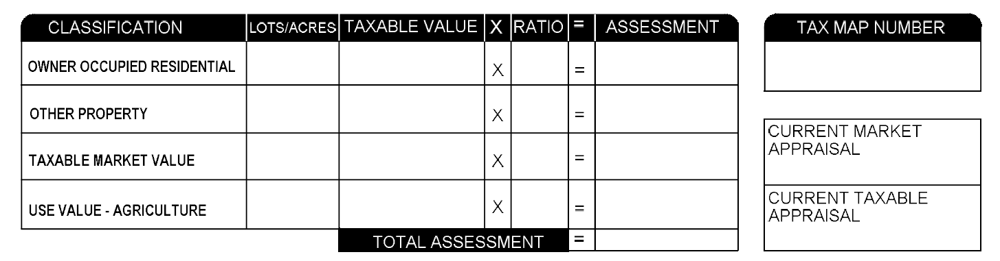 CLASSIFICATION LOTS/ACRES TAXABLE VALUE X RATIO = ASSESSMENT
OWNER OCCUPIED RESIDENTIAL X =
OTHER PROPERTY X =
TAXABLE MARKET VALUE X =
USE VALUE - AGRICULTURE X =
TOTAL ASSESSMENT =
TAX MAP NUMBER
CURRENT MARKET
APPRAISAL
CURRENT TAXABLE
APPRAISAL